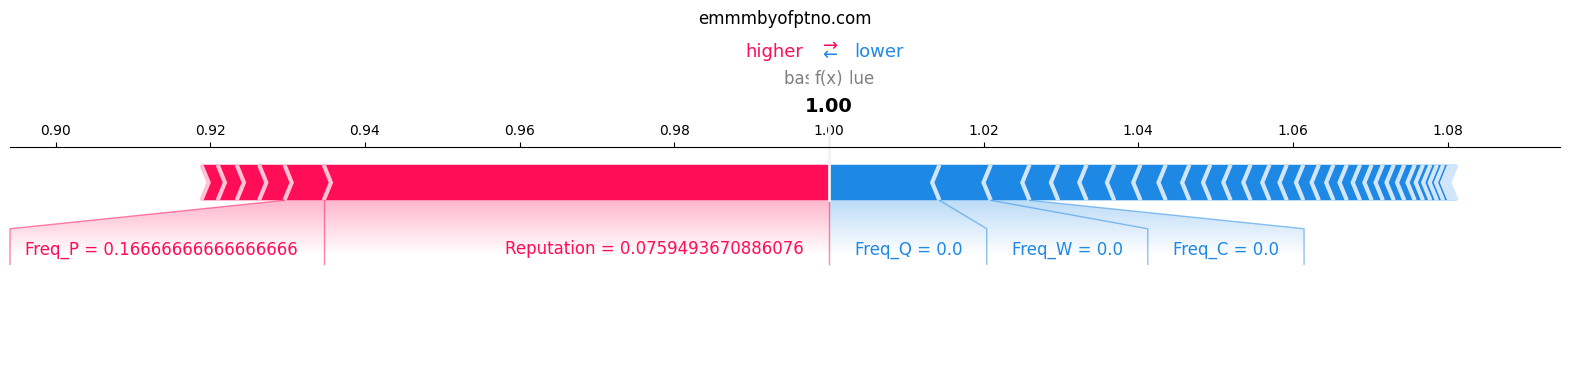 emmmbyofptno.com
higher ⇄ lower
f(x)
1.00
0.90 0.92 0.94 0.96 0.98 1.00 1.02 1.04 1.06 1.08
Freq_P = 0.16666666666666666 Reputation = 0.0759493670886076 Freq_Q = 0.0 Freq_W = 0.0 Freq_C = 0.0